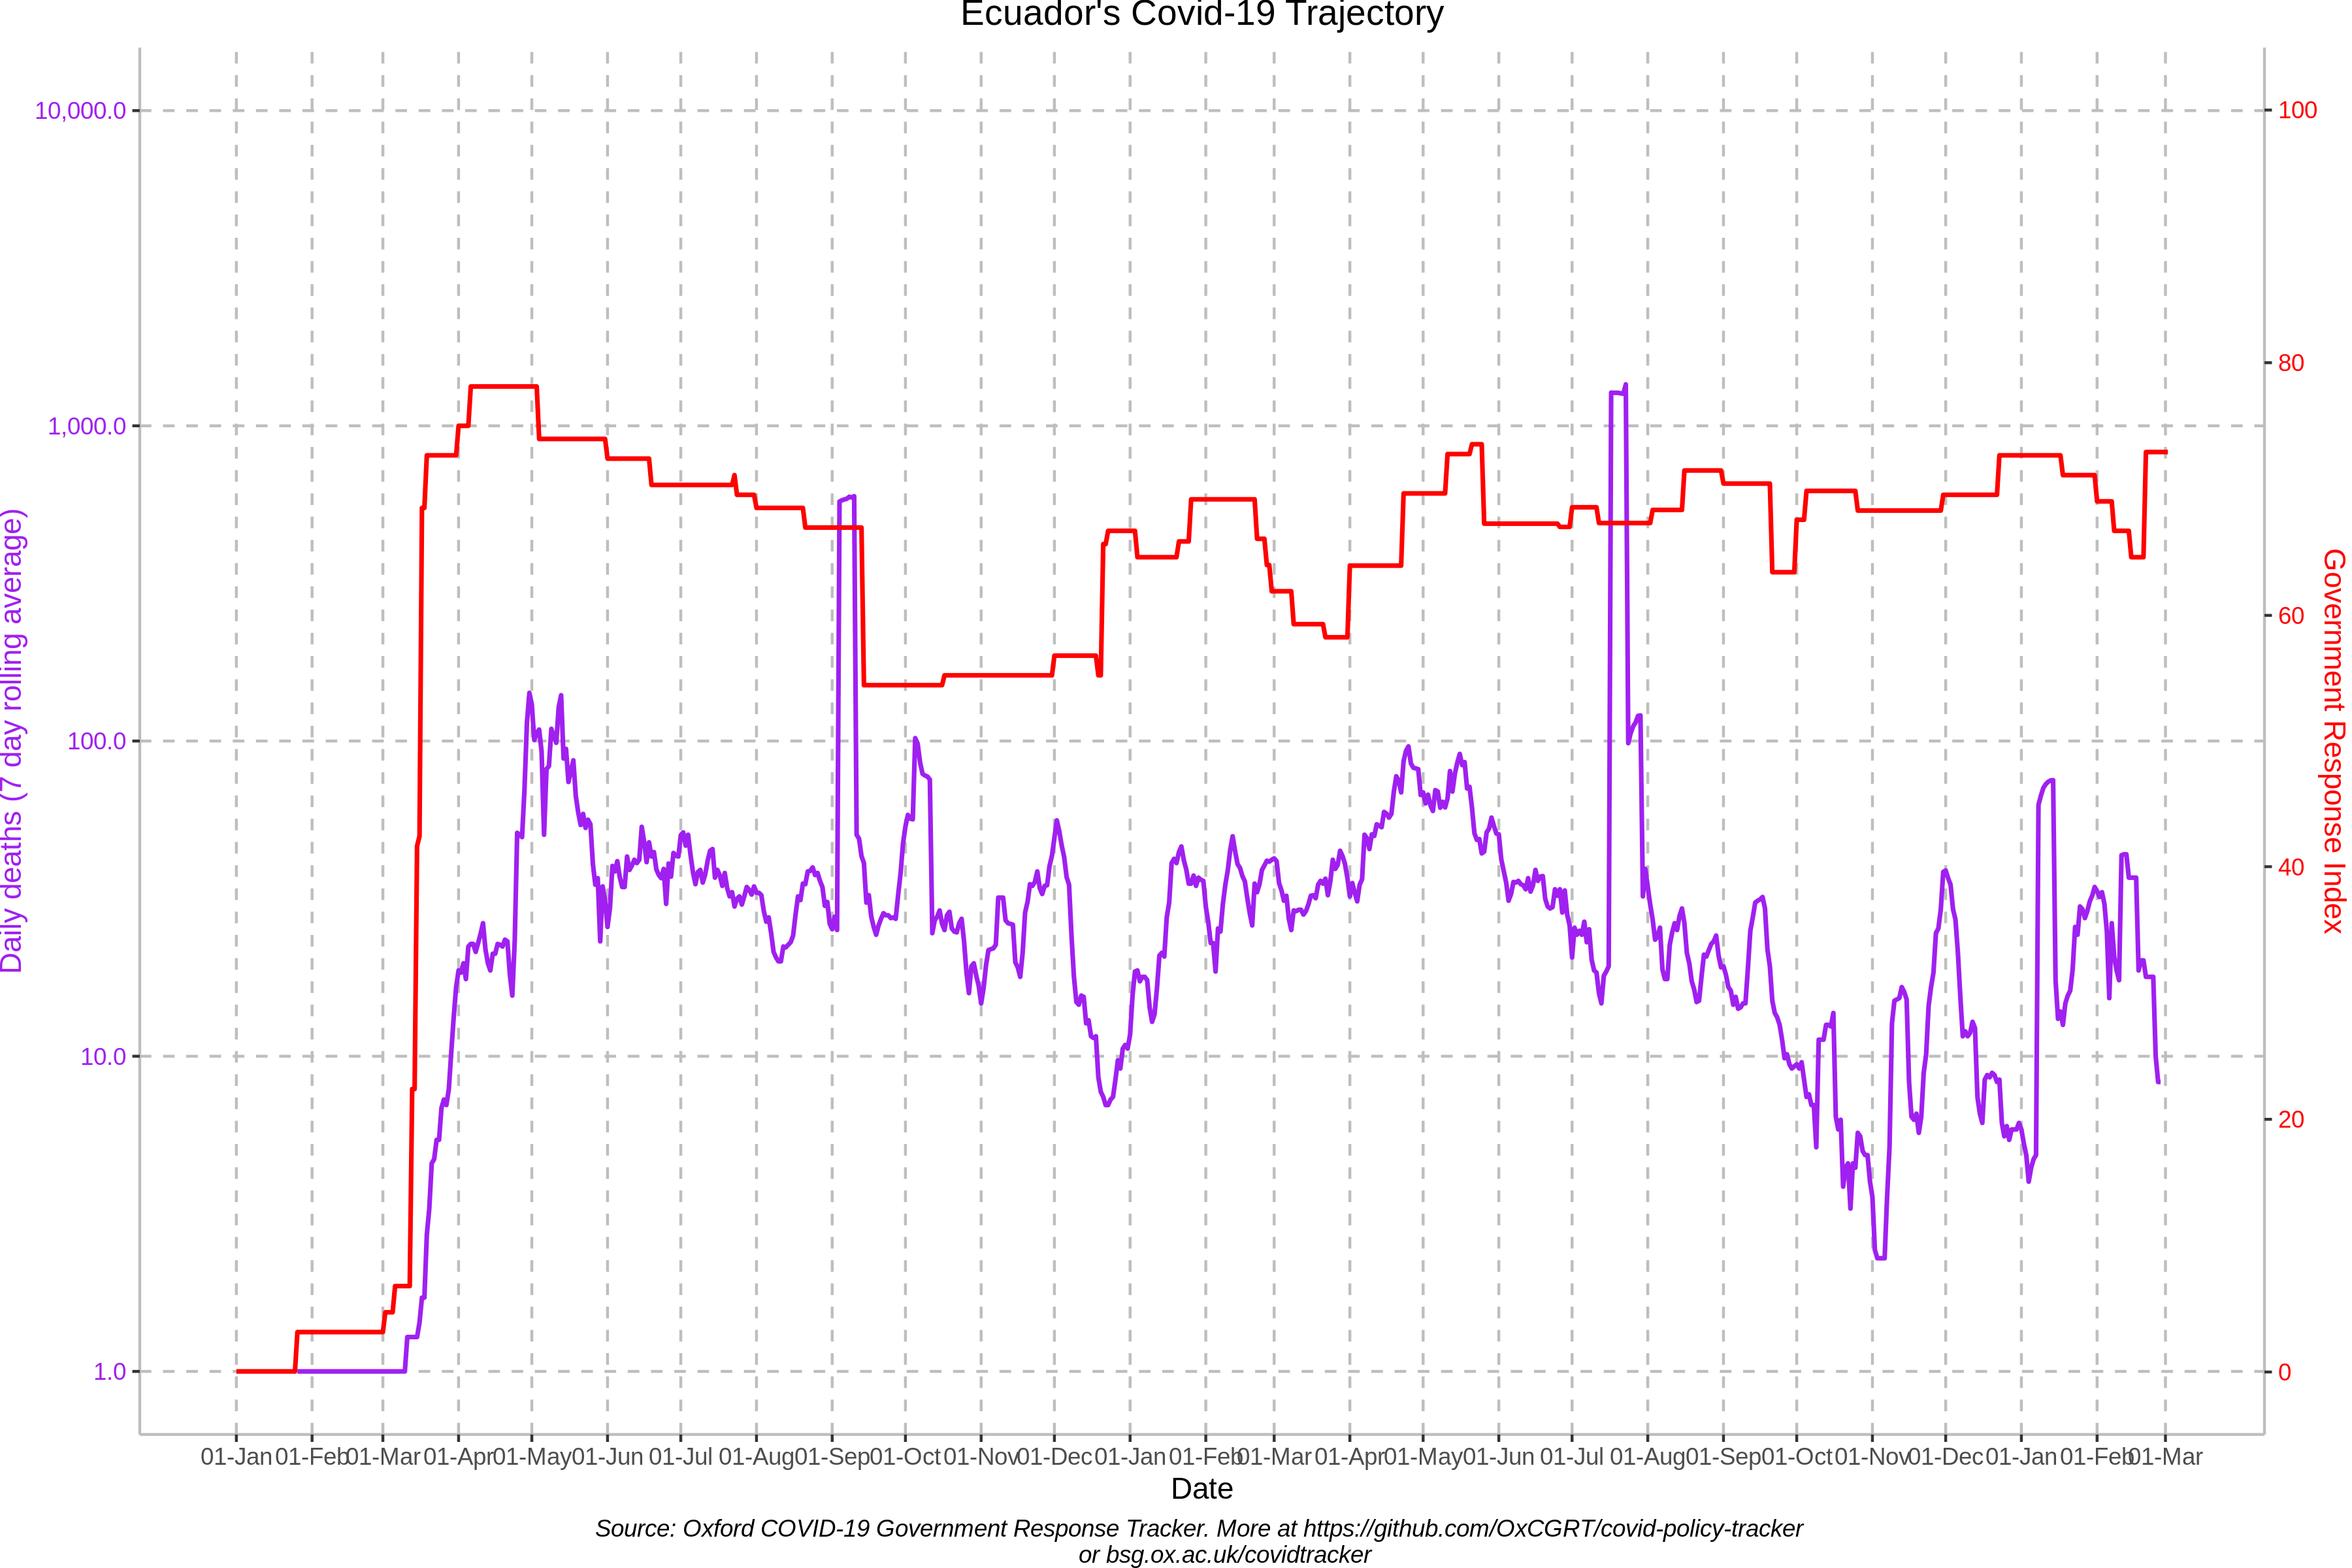 Ecuador's Covid-19 Trajectory
10,000.0
1,000.0
100.0
10.0
1.0
Daily deaths (7 day rolling average)
100
80
60
40
20
0
Government Response Index
01-Jan 01-Feb 01-Mar 01-Apr 01-May 01-Jun 01-Jul 01-Aug 01-Sep 01-Oct 01-Nov 01-Dec 01-Jan 01-Feb 01-Mar 01-Apr 01-May 01-Jun 01-Jul 01-Aug 01-Sep 01-Oct 01-Nov 01-Dec 01-Jan 01-Feb 01-Mar
Date
Source: Oxford COVID-19 Government Response Tracker. More at https://github.com/OxCGRT/covid-policy-tracker
or bsg.ox.ac.uk/covidtracker